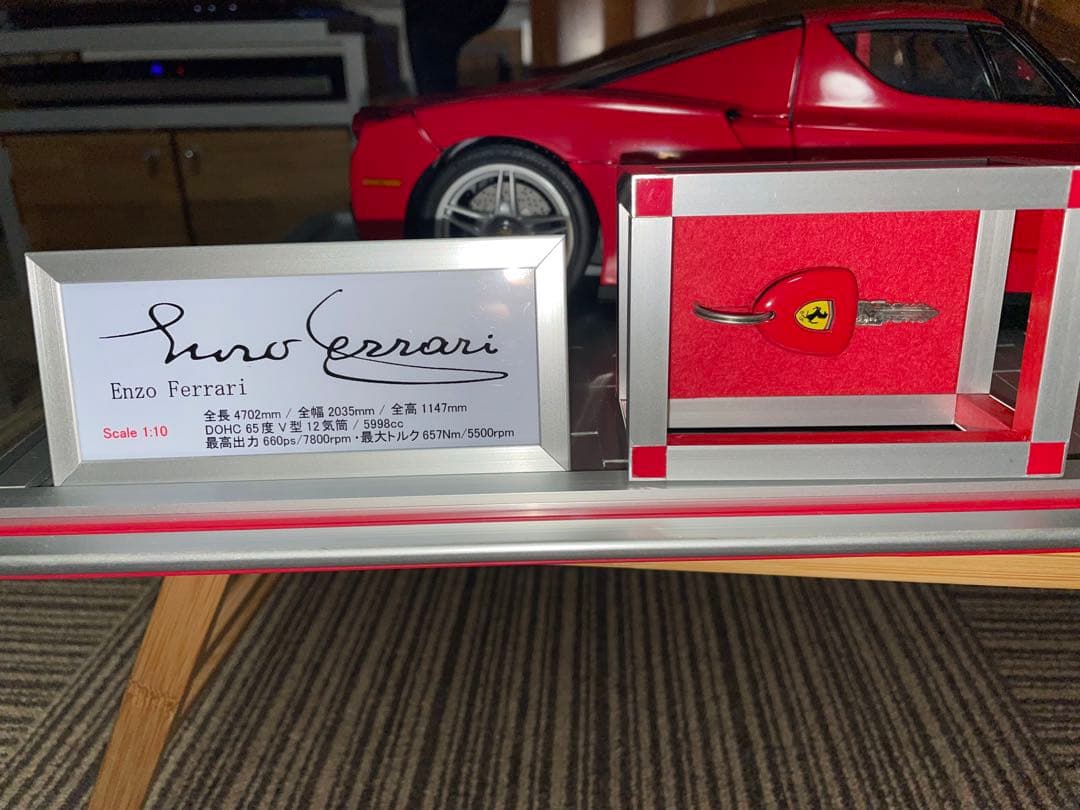 Enzo Ferrari
Enzo Ferrari
Scale 1:10
全長 4702mm / 全幅 2035mm / 全高 1147mm
DOHC 65度 V型 12気筒 / 5998cc
最高出力 660ps/7800rpm・最大トルク 657Nm/5500rpm